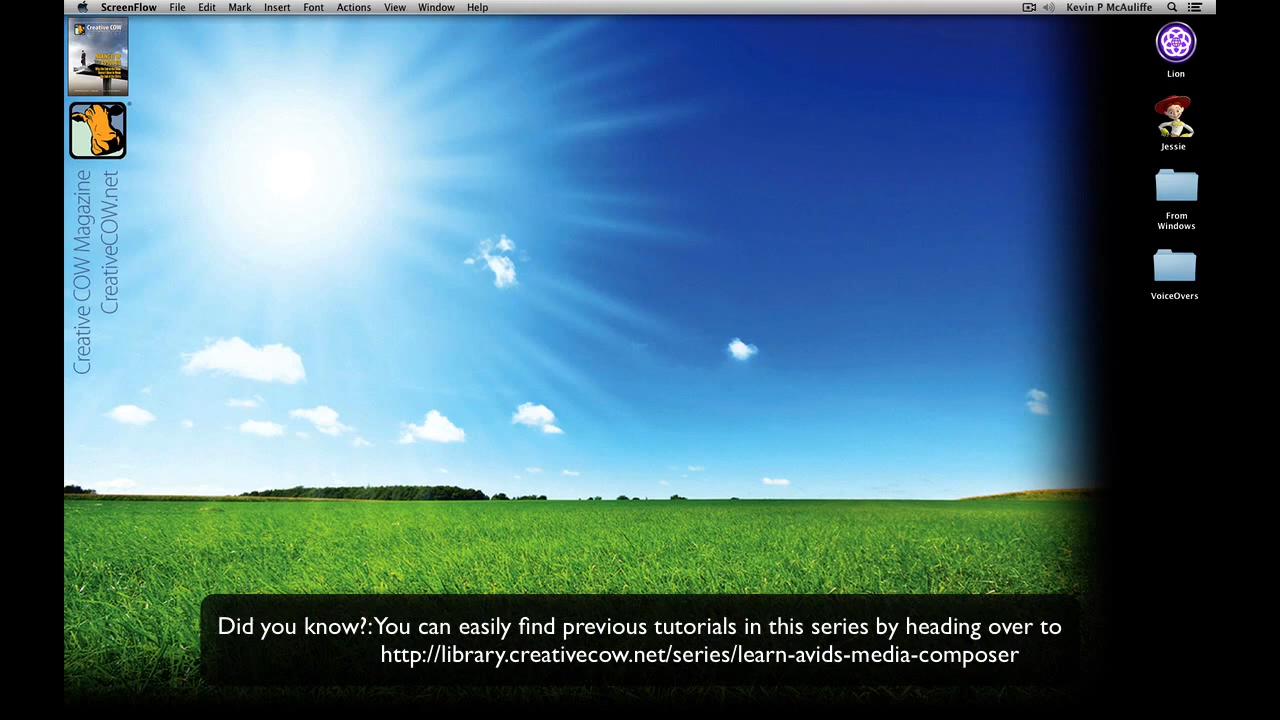 ScreenFlow File Edit Mark Insert Font Actions View Window Help Kevin P McAuliffe
Creative COW
Creative COW Magazine
CreativeCOW.net
Lion
Jessie
From
Windows
VoiceOvers
Did you know?: You can easily find previous tutorials in this series by heading over to
http://library.creativecow.net/series/learn-avids-media-composer